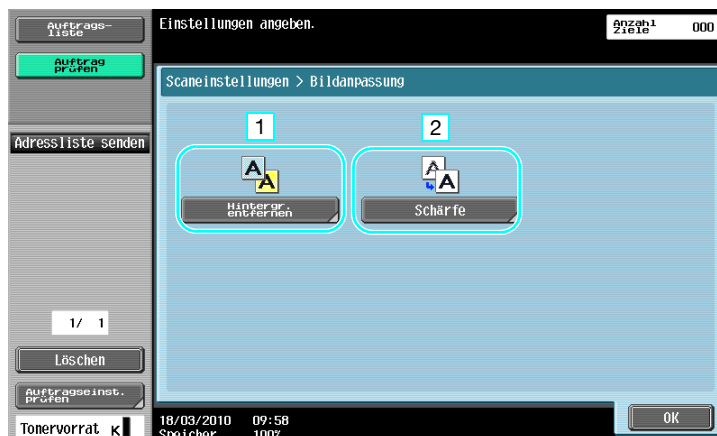 Auftrags-
liste
Auftrag
prüfen
Adressliste senden
1/ 1
Löschen
Auftragseinst.
prüfen
Tonervorrat K
Einstellungen angeben.
Anzahl
Ziele 000
Scaneinstellungen > Bildanpassung
1
2
A
A
A
A
Hintergr.
entfernen
Schärfe
18/03/2010 09:58
Speicher 100%
OK